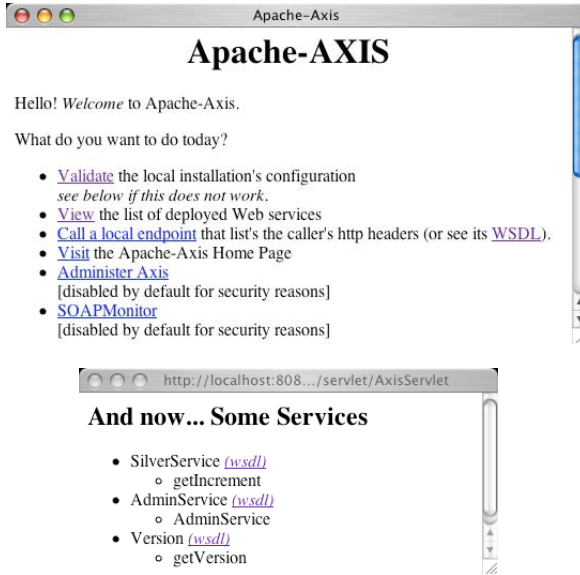 Apache-Axis
Apache-AXIS
Hello! Welcome to Apache-Axis.
What do you want to do today?
• Validate the local installation's configuration
see below if this does not work.
• View the list of deployed Web services
• Call a local endpoint that list's the caller's http headers (or see its WSDL).
• Visit the Apache-Axis Home Page
• Administer Axis
[disabled by default for security reasons]
• SOAPMonitor
[disabled by default for security reasons]
http://localhost:808.../servlet/AxisServlet
And now... Some Services
• SilverService (wsdl)
◦ getIncrement
• AdminService (wsdl)
◦ AdminService
• Version (wsdl)
◦ getVersion